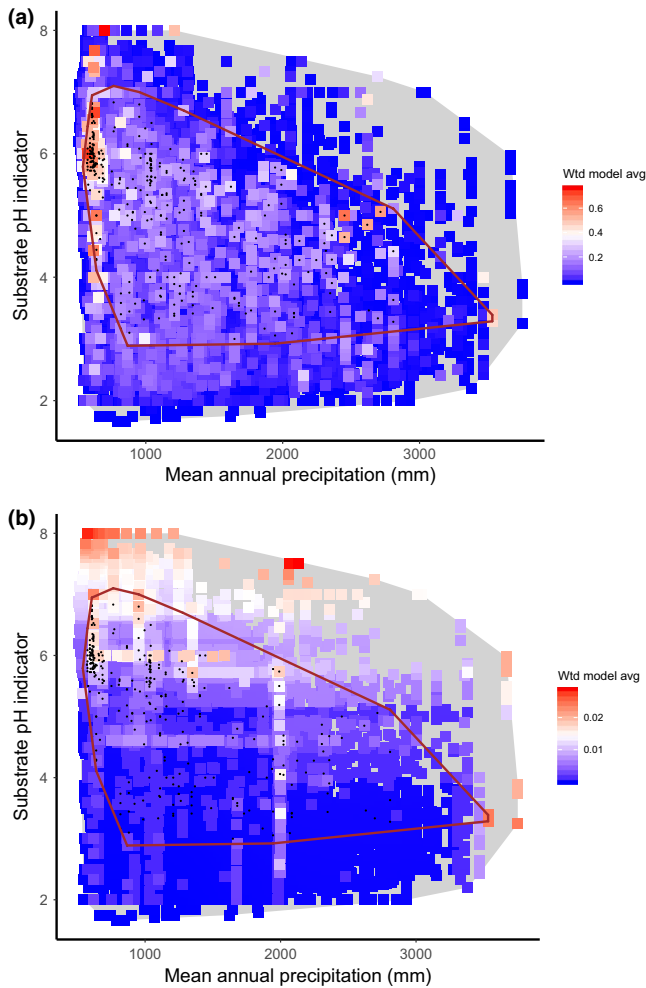 (a)
8
6
4
2
Substrate pH indicator
1000 2000 3000
Mean annual precipitation (mm)
Wtd model avg
0.6
0.4
0.2
(b)
8
6
4
2
Substrate pH indicator
1000 2000 3000
Mean annual precipitation (mm)
Wtd model avg
0.02
0.01